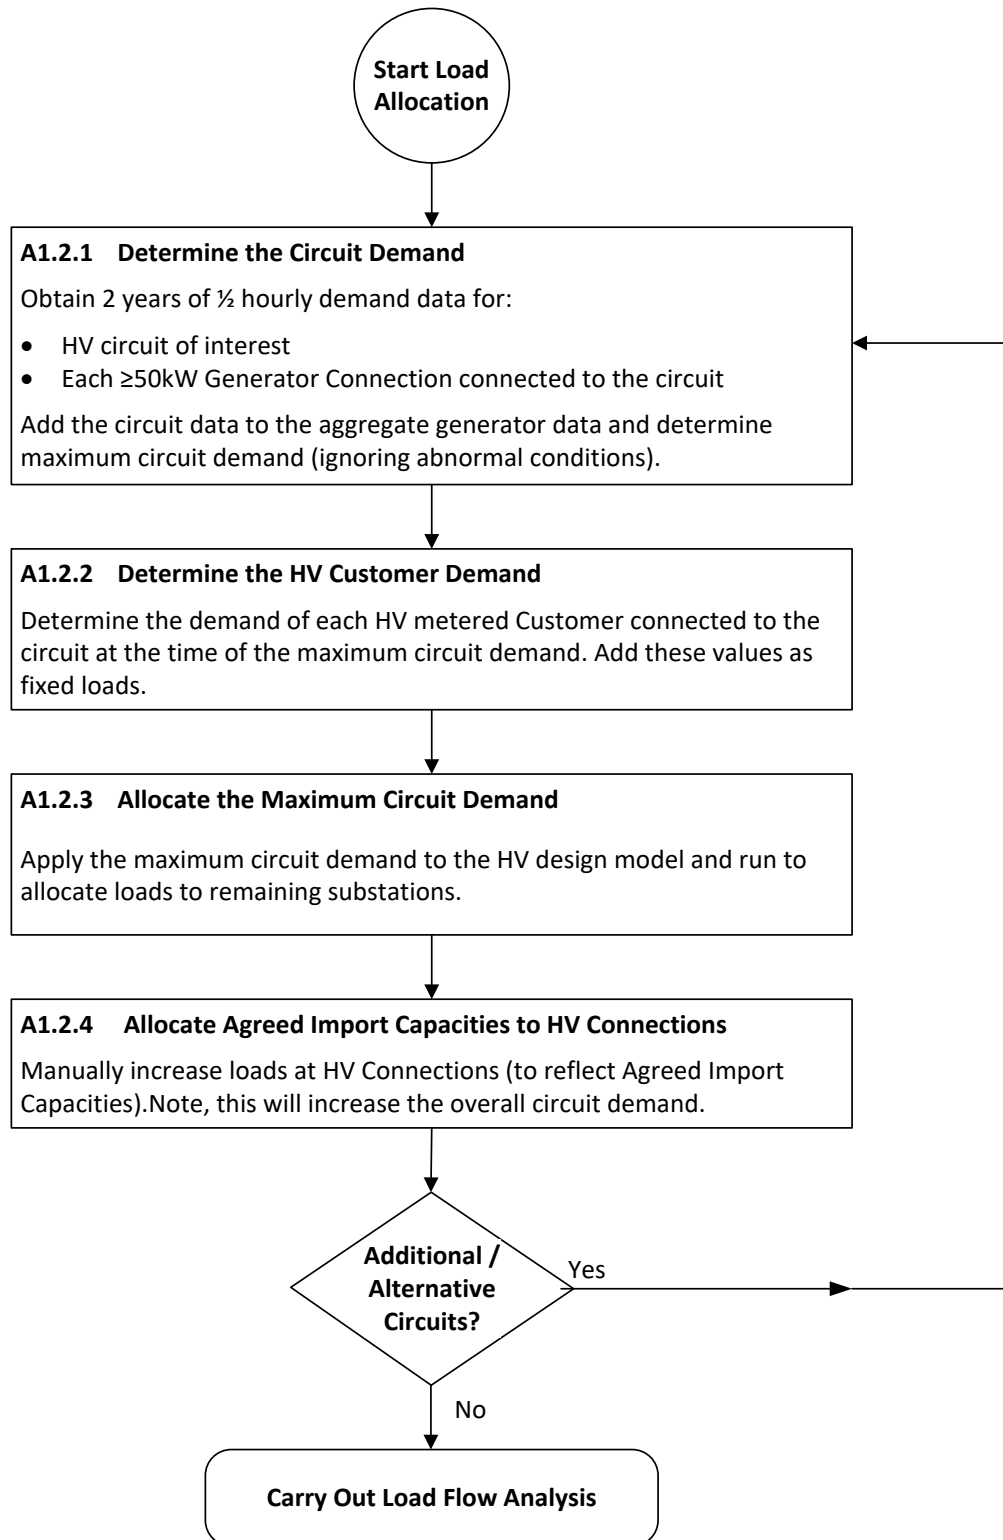 Start Load
Allocation
A1.2.1 Determine the Circuit Demand
Obtain 2 years of ½ hourly demand data for:
• HV circuit of interest
• Each ≥50kW Generator Connection connected to the circuit
Add the circuit data to the aggregate generator data and determine
maximum circuit demand (ignoring abnormal conditions).
A1.2.2 Determine the HV Customer Demand
Determine the demand of each HV metered Customer connected to the
circuit at the time of the maximum circuit demand. Add these values as
fixed loads.
A1.2.3 Allocate the Maximum Circuit Demand
Apply the maximum circuit demand to the HV design model and run to
allocate loads to remaining substations.
A1.2.4 Allocate Agreed Import Capacities to HV Connections
Manually increase loads at HV Connections (to reflect Agreed Import
Capacities).Note, this will increase the overall circuit demand.
Additional /
Alternative
Circuits?
Yes
No
Carry Out Load Flow Analysis